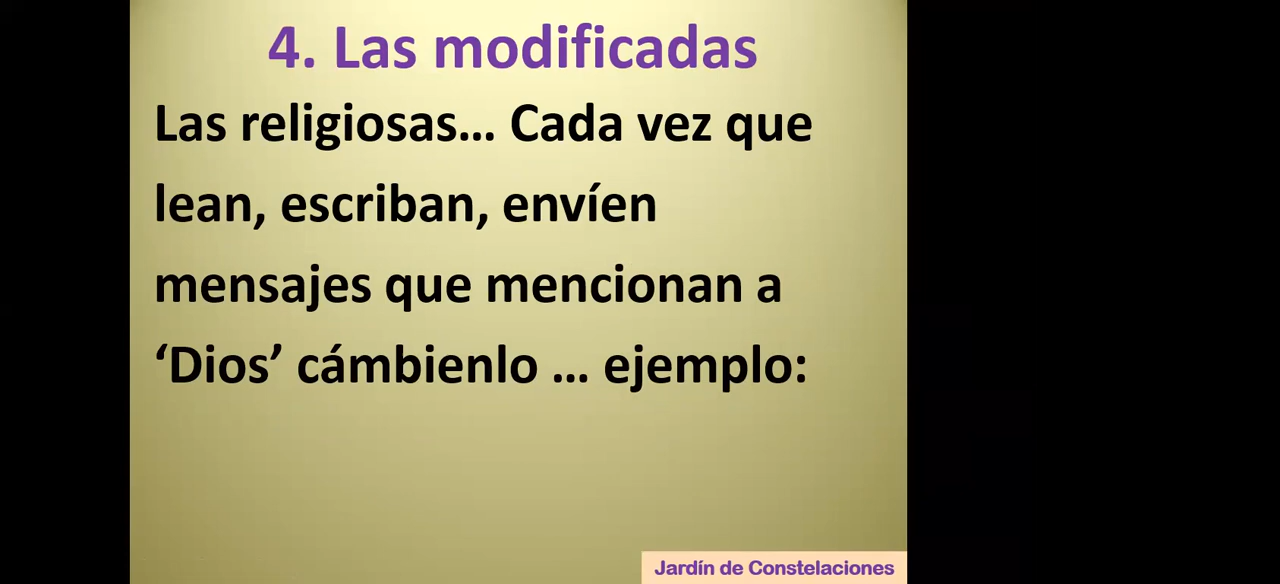 4. Las modificadas
Las religiosas... Cada vez que
lean, escriban, envíen
mensajes que mencionan a
‘Dios’ cámbienlo ... ejemplo:
Jardín de Constelaciones